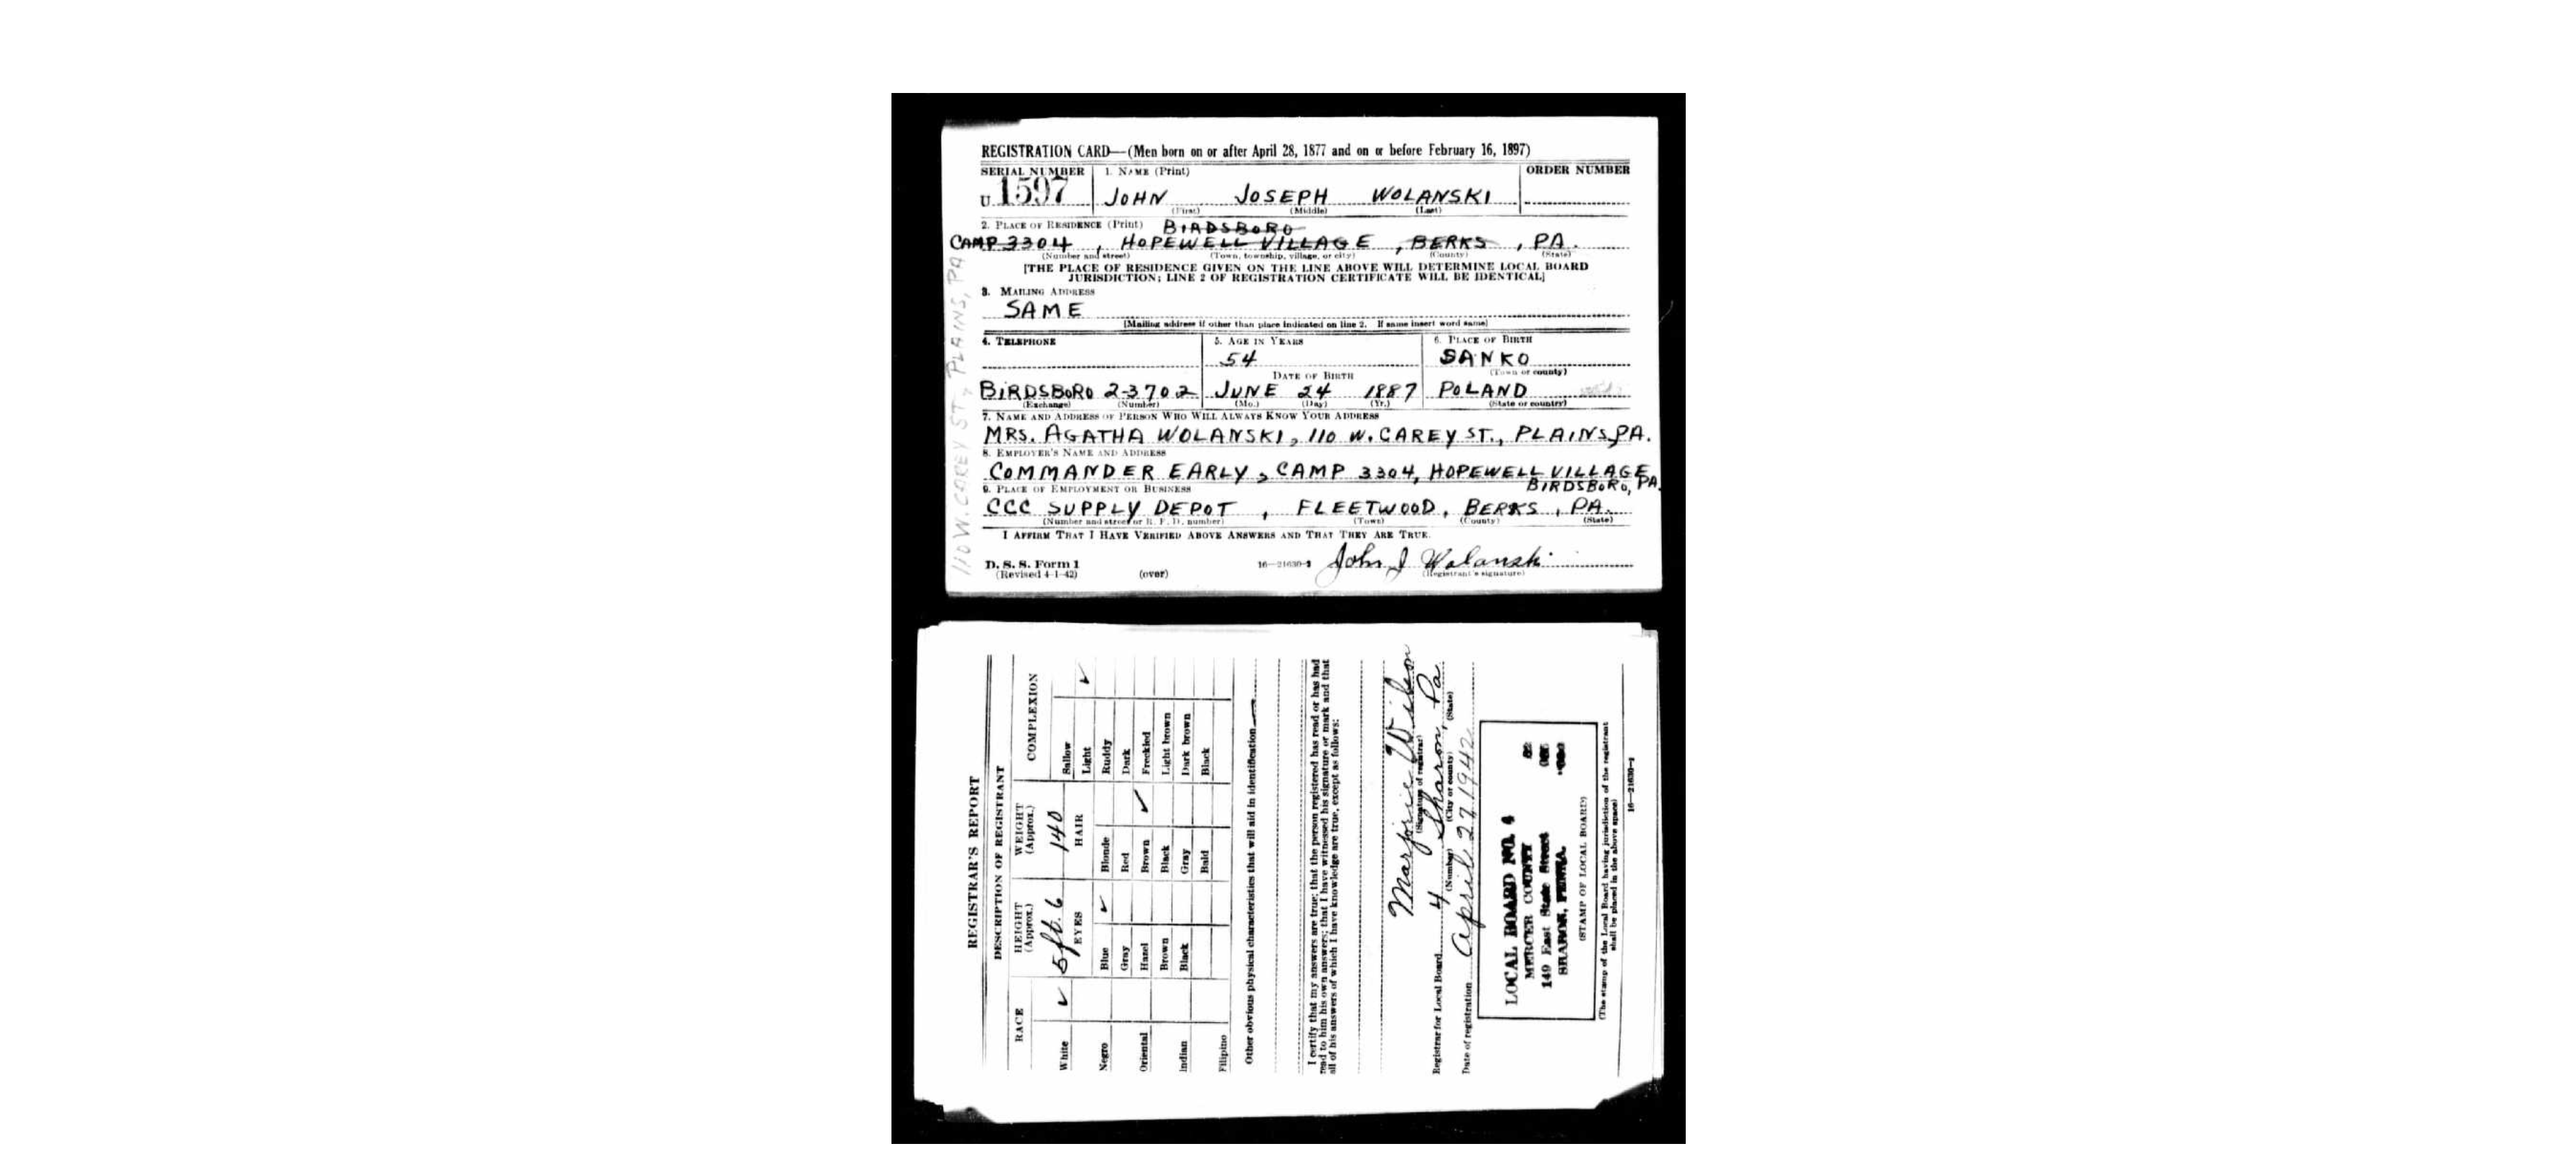 REGISTRATION CARD—(Men born on or after April 28, 1877 and on or before February 16, 1897)
SERIAL NUMBER 1. NAME (Print) ORDER NUMBER
U 1597 JOHN JOSEPH WOLANSKI
(First) (Middle) (Last)
2. PLACE OF RESIDENCE (Print) BIRDSBORO
CAMP 3304, HOPEWELL VILLAGE, BERKS, PA.
(Number and street) (Town, township, village, or city) (County) (State)
[THE PLACE OF RESIDENCE GIVEN ON THE LINE ABOVE WILL DETERMINE LOCAL BOARD
JURISDICTION; LINE 2 OF REGISTRATION CERTIFICATE WILL BE IDENTICAL]
3. MAILING ADDRESS
SAME
[Mailing address if other than place indicated on line 2. If same insert word same]
4. TELEPHONE 5. AGE IN YEARS 6. PLACE OF BIRTH
54 SANKO
DATE OF BIRTH (Town or county)
BIRDSBORO 2-3702 JUNE 24 1887 POLAND
(Exchange) (Number) (Mo.) (Day) (Yr.) (State or country)
7. NAME AND ADDRESS OF PERSON WHO WILL ALWAYS KNOW YOUR ADDRESS
MRS. AGATHA WOLANSKI, 110 W. CAREY ST., PLAINS, PA.
8. EMPLOYER'S NAME AND ADDRESS
COMMANDER EARLY, CAMP 3304, HOPEWELL VILLAGE
BIRDSBORO, PA.
9. PLACE OF EMPLOYMENT OR BUSINESS
CCC SUPPLY DEPOT, FLEETWOOD, BERKS, PA.
(Number and street or R. F. D. number) (Town) (County) (State)
I AFFIRM THAT I HAVE VERIFIED ABOVE ANSWERS AND THAT THEY ARE TRUE.
D. S. S. Form 1 John J Wolanski
(Revised 4-1-42) (over) 16—21630-2 (Registrant's signature)
110 W. CAREY ST., PLAINS, PA
REGISTRAR'S REPORT
DESCRIPTION OF REGISTRANT
RACE HEIGHT (Approx.) WEIGHT (Approx.) COMPLEXION
White ✓ 5 ft. 6 140 Sallow
EYES HAIR Light ✓
Negro Blue ✓ Blonde Ruddy
Gray Red Dark
Oriental Hazel Brown ✓ Freckled
Brown Black Light brown
Indian Black Gray Dark brown
Bald Black
Filipino
Other obvious physical characteristics that will aid in identification
I certify that my answers are true; that the person registered has read or has had
read to him his own answers; that I have witnessed his signature or mark and that
all of his answers of which I have knowledge are true, except as follows:
Marjorie Wilson
(Signature of registrar)
Registrar for Local Board 4 Sharon, Pa
(Number) (City or county) (State)
Date of registration April 27 1942
LOCAL BOARD NO. 4
MERCER COUNTY
149 East State Street
SHARON, PENNA.
(STAMP OF LOCAL BOARD)
(The stamp of the Local Board having jurisdiction of the registrant
shall be placed in the above space)
16—21630-2